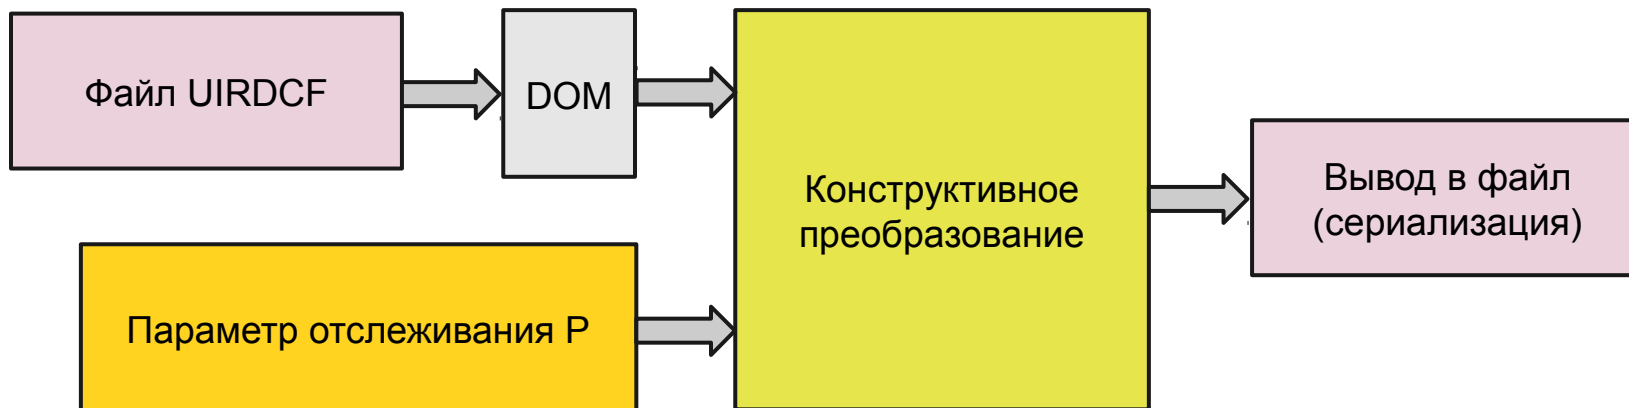 Файл UIRDCF
DOM
Конструктивное
преобразование
Вывод в файл
(сериализация)
Параметр отслеживания P